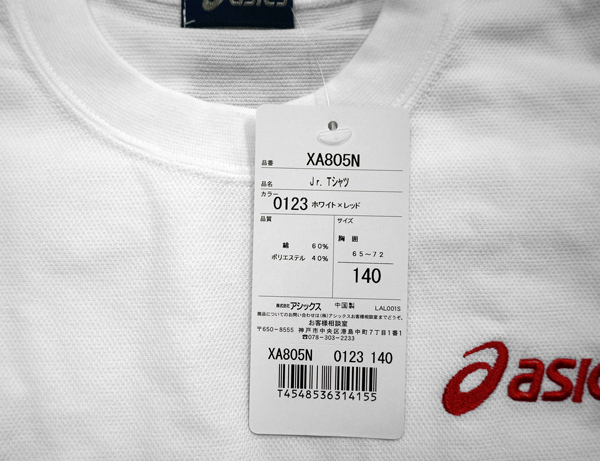 asics
品番 XA805N
品名 Jr. Tシャツ
カラー 0123 ホワイト×レッド
品質
綿 60%
ポリエステル 40%
サイズ
胸囲
65~72
140
株式会社アシックス 中国製 LAL001S
商品についてのお問い合わせは(株)アシックスお客様相談室までどうぞ。
お客様相談室
〒650-8555 神戸市中央区港島中町7丁目1番1
☎078-303-2233
XA805N 0123 140
T4548536314155
asic